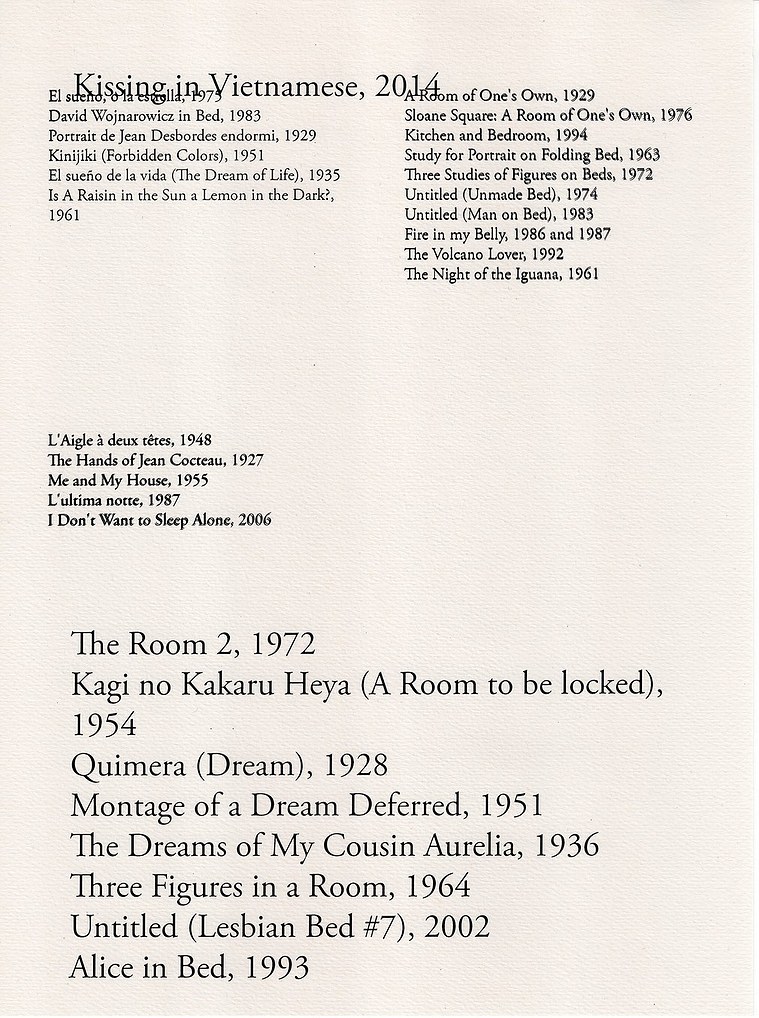 Kissing in Vietnamese, 2014
El sueño, o la estrella, 1973
David Wojnarowicz in Bed, 1983
Portrait de Jean Desbordes endormi, 1929
Kinijiki (Forbidden Colors), 1951
El sueño de la vida (The Dream of Life), 1935
Is A Raisin in the Sun a Lemon in the Dark?,
1961
A Room of One's Own, 1929
Sloane Square: A Room of One's Own, 1976
Kitchen and Bedroom, 1994
Study for Portrait on Folding Bed, 1963
Three Studies of Figures on Beds, 1972
Untitled (Unmade Bed), 1974
Untitled (Man on Bed), 1983
Fire in my Belly, 1986 and 1987
The Volcano Lover, 1992
The Night of the Iguana, 1961
L'Aigle à deux têtes, 1948
The Hands of Jean Cocteau, 1927
Me and My House, 1955
L'ultima notte, 1987
I Don't Want to Sleep Alone, 2006
The Room 2, 1972
Kagi no Kakaru Heya (A Room to be locked),
1954
Quimera (Dream), 1928
Montage of a Dream Deferred, 1951
The Dreams of My Cousin Aurelia, 1936
Three Figures in a Room, 1964
Untitled (Lesbian Bed #7), 2002
Alice in Bed, 1993